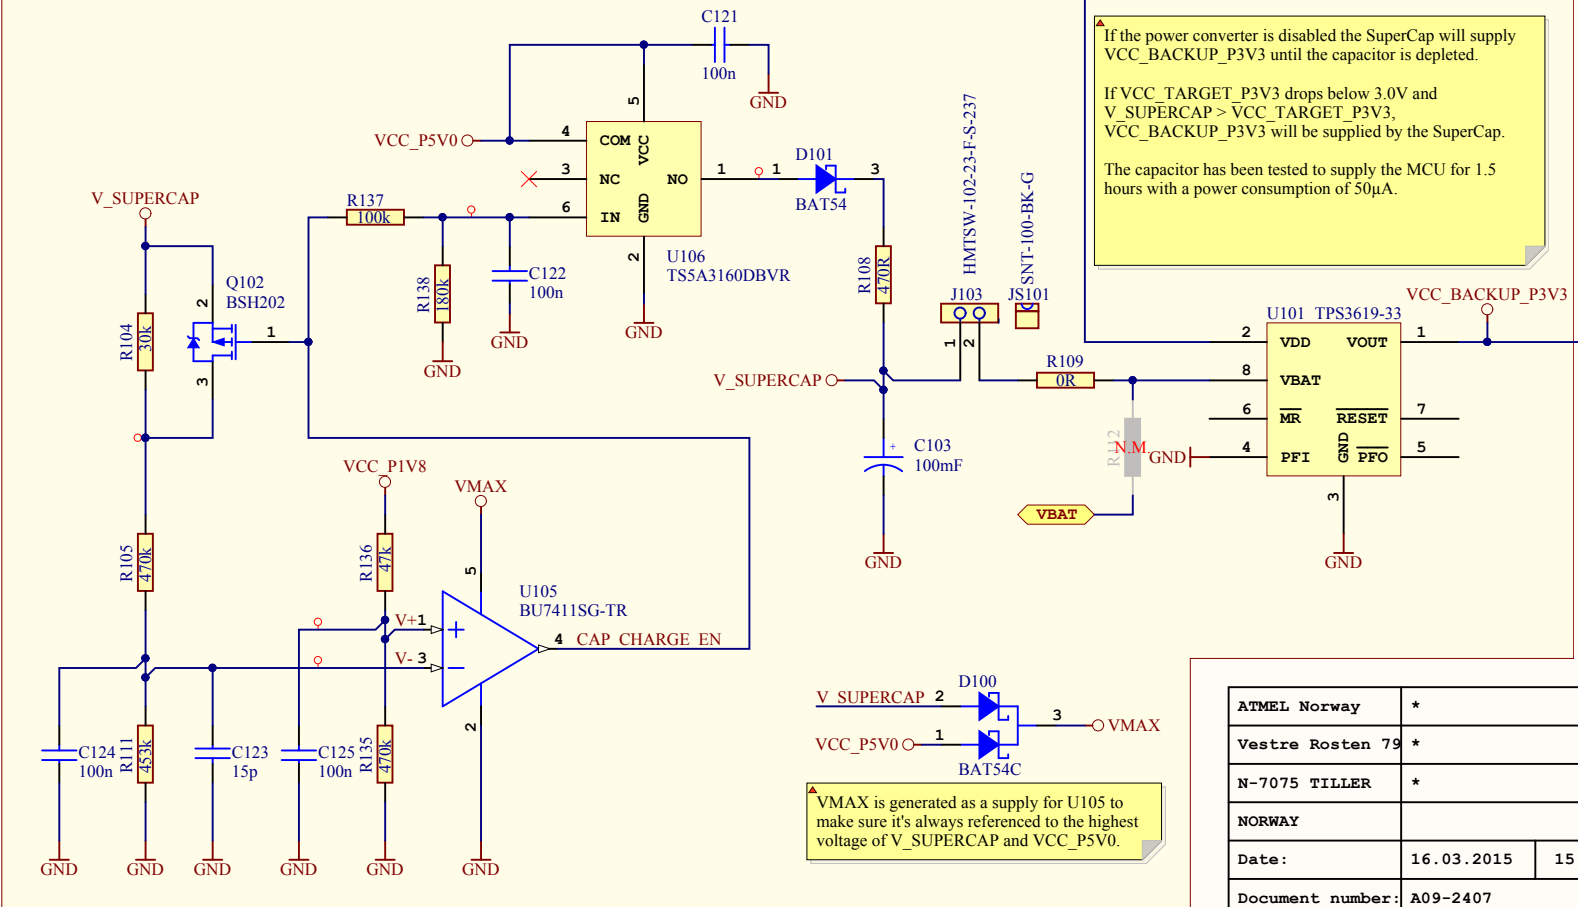 C121
100n
GND
VCC_P5V0
4
5
COM
VCC
3
NC
NO
1
6
IN
GND
2
U106
TS5A3160DBVR
GND
1
D101
3
BAT54
V_SUPERCAP
R137
100k
R138
180k
GND
C122
100n
GND
Q102
BSH202
2
1
3
R104
30k
R108
470R
HMTSW-102-23-F-S-237
J103
1
2
SNT-100-BK-G
JS101
V_SUPERCAP
R109
0R
C103
+
100mF
GND
R112
N.M.
VBAT
If the power converter is disabled the SuperCap will supply
VCC_BACKUP_P3V3 until the capacitor is depleted.
If VCC_TARGET_P3V3 drops below 3.0V and
V_SUPERCAP > VCC_TARGET_P3V3,
VCC_BACKUP_P3V3 will be supplied by the SuperCap.
The capacitor has been tested to supply the MCU for 1.5
hours with a power consumption of 50µA.
VCC_BACKUP_P3V3
U101 TPS3619-33
2 VDD VOUT 1
8 VBAT
6 MR RESET 7
GND 4 PFI GND PFO 5
3
GND
R105
470k
VCC_P1V8
VMAX
R136
47k
5
U105
BU7411SG-TR
V+ 1
+
V- 3
−
4 CAP_CHARGE_EN
2
C124
100n
R111
453k
C123
15p
C125
100n
R135
470k
GND
GND
GND
GND
GND
GND
V_SUPERCAP 2
D100
3
VMAX
VCC_P5V0
1
BAT54C
VMAX is generated as a supply for U105 to
make sure it's always referenced to the highest
voltage of V_SUPERCAP and VCC_P5V0.
ATMEL Norway *
Vestre Rosten 79 *
N-7075 TILLER *
NORWAY
Date: 16.03.2015 15
Document number: A09-2407